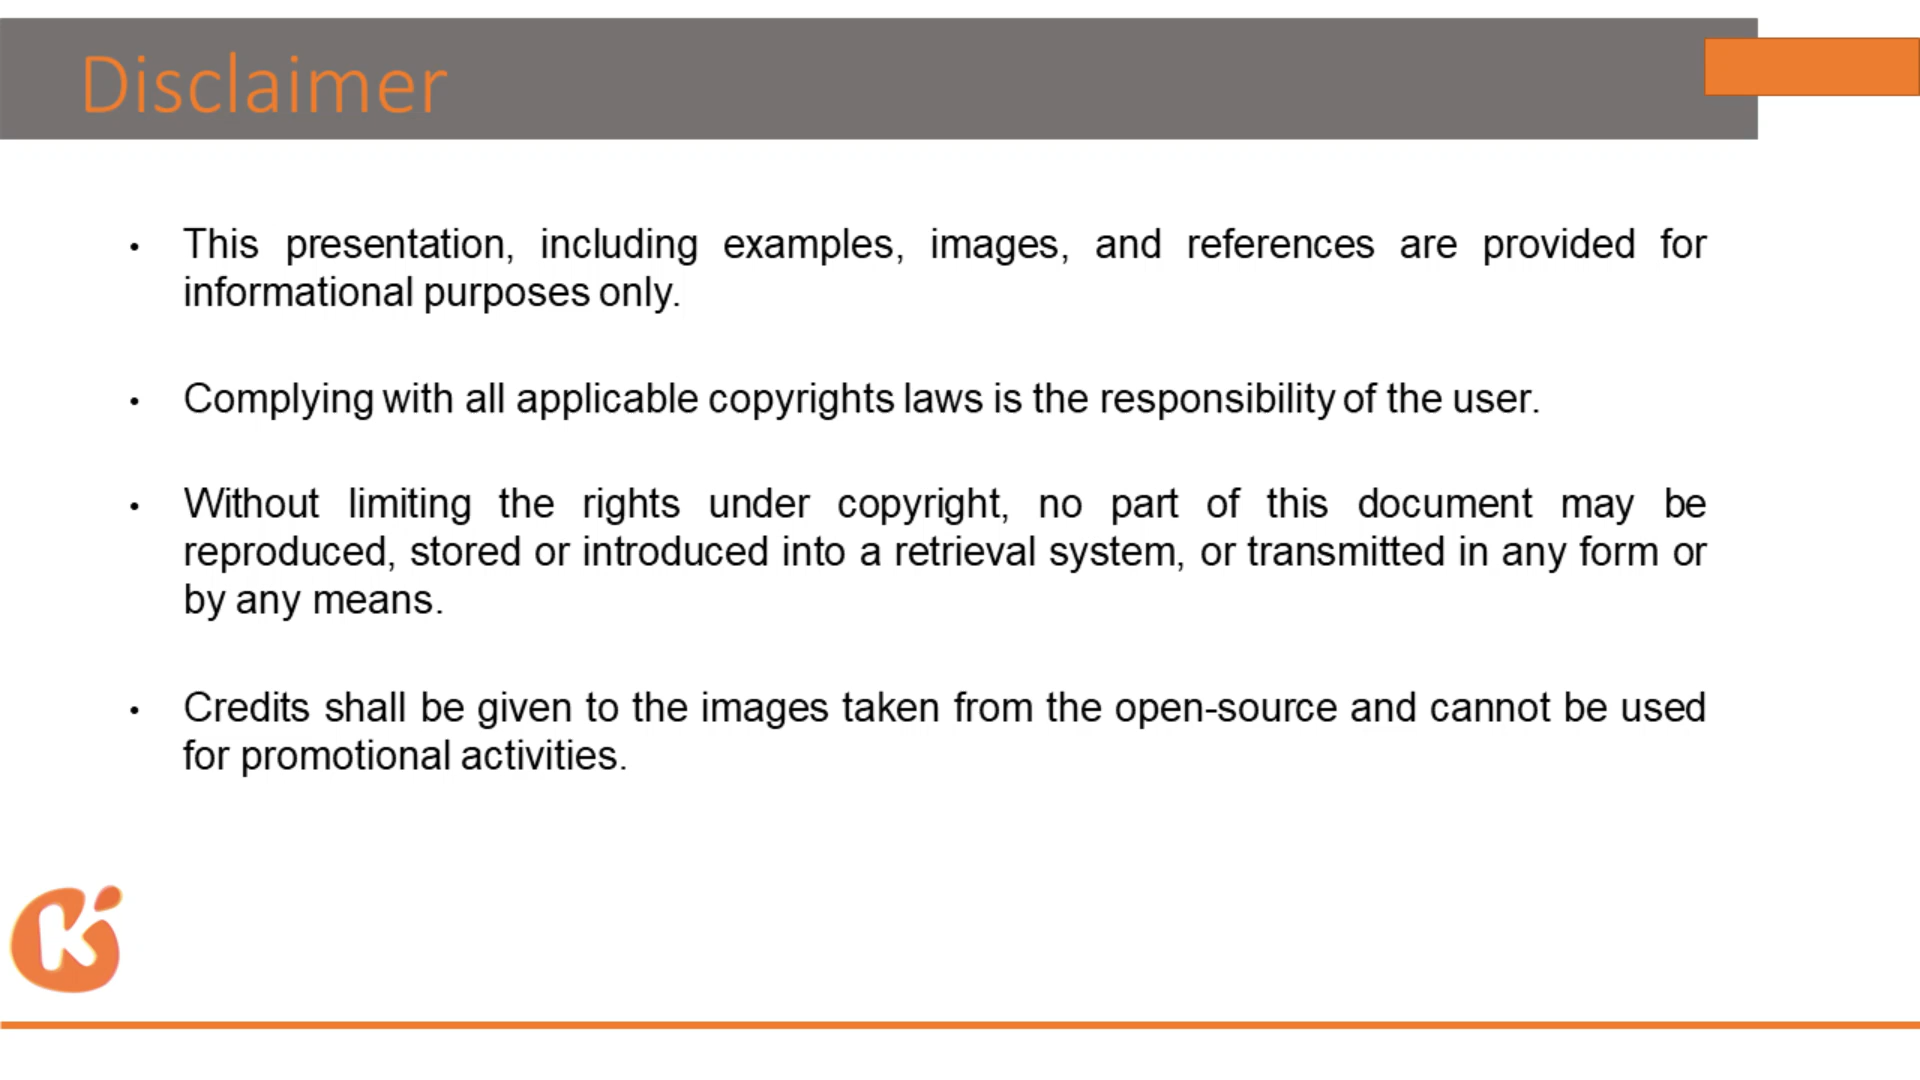 Disclaimer
• This presentation, including examples, images, and references are provided for
informational purposes only.
• Complying with all applicable copyrights laws is the responsibility of the user.
• Without limiting the rights under copyright, no part of this document may be
reproduced, stored or introduced into a retrieval system, or transmitted in any form or
by any means.
• Credits shall be given to the images taken from the open-source and cannot be used
for promotional activities.
K